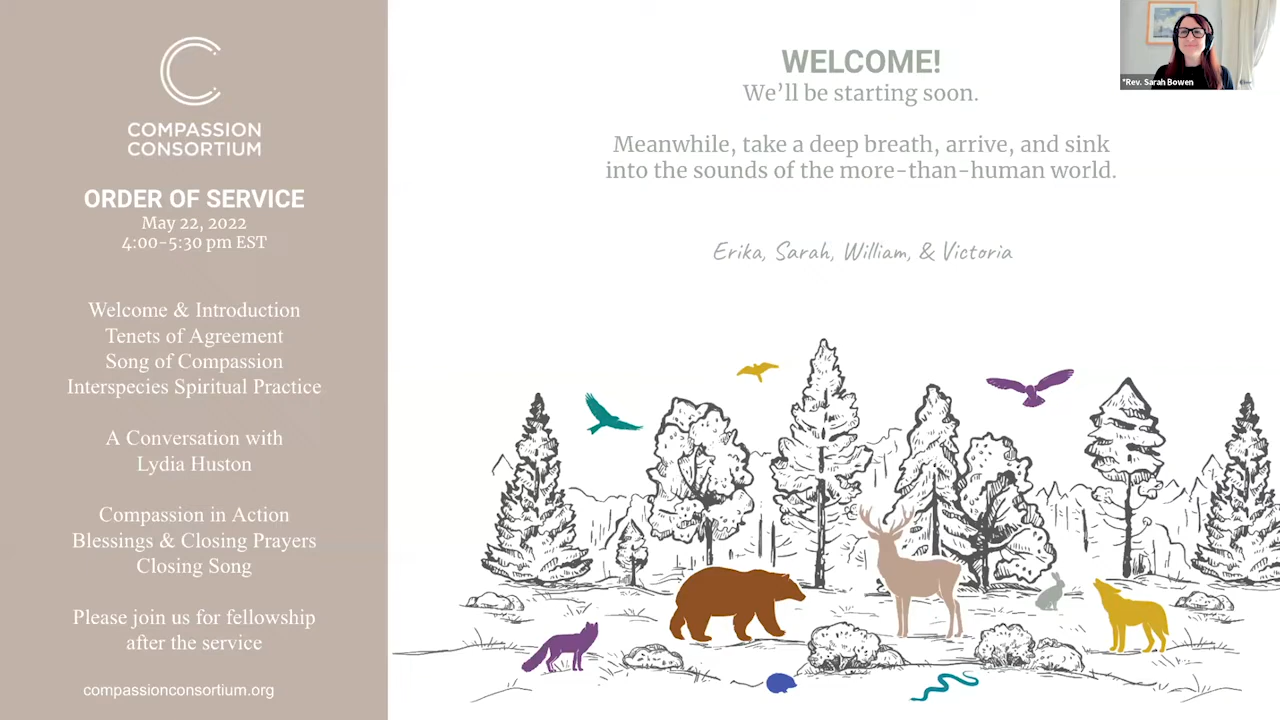 COMPASSION
CONSORTIUM
ORDER OF SERVICE
May 22, 2022
4:00-5:30 pm EST
Welcome & Introduction
Tenets of Agreement
Song of Compassion
Interspecies Spiritual Practice
A Conversation with
Lydia Huston
Compassion in Action
Blessings & Closing Prayers
Closing Song
Please join us for fellowship
after the service
compassionconsortium.org
WELCOME!
We'll be starting soon.
Meanwhile, take a deep breath, arrive, and sink
into the sounds of the more-than-human world.
Erika, Sarah, William, & Victoria
*Rev. Sarah Bowen